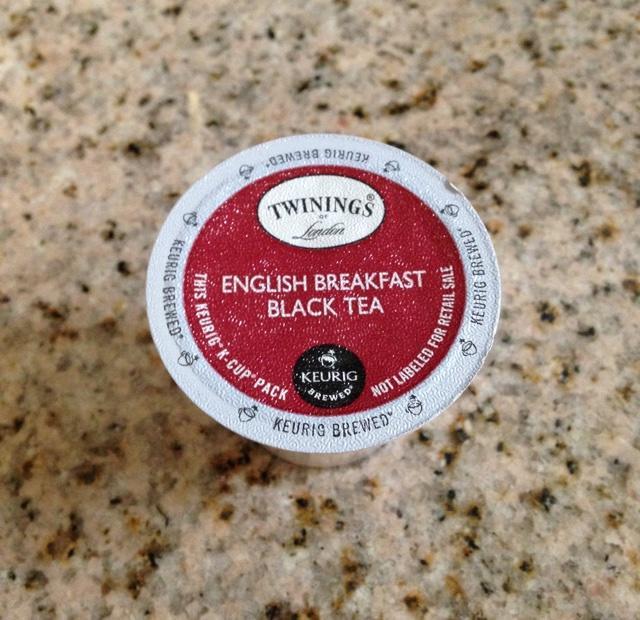 KEURIG BREWED®
TWININGS®
OF
London
ENGLISH BREAKFAST
BLACK TEA
THIS KEURIG® K-CUP® PACK
NOT LABELED FOR RETAIL SALE
KEURIG
BREWED®
KEURIG BREWED®
KEURIG BREWED®
KEURIG BREWED®